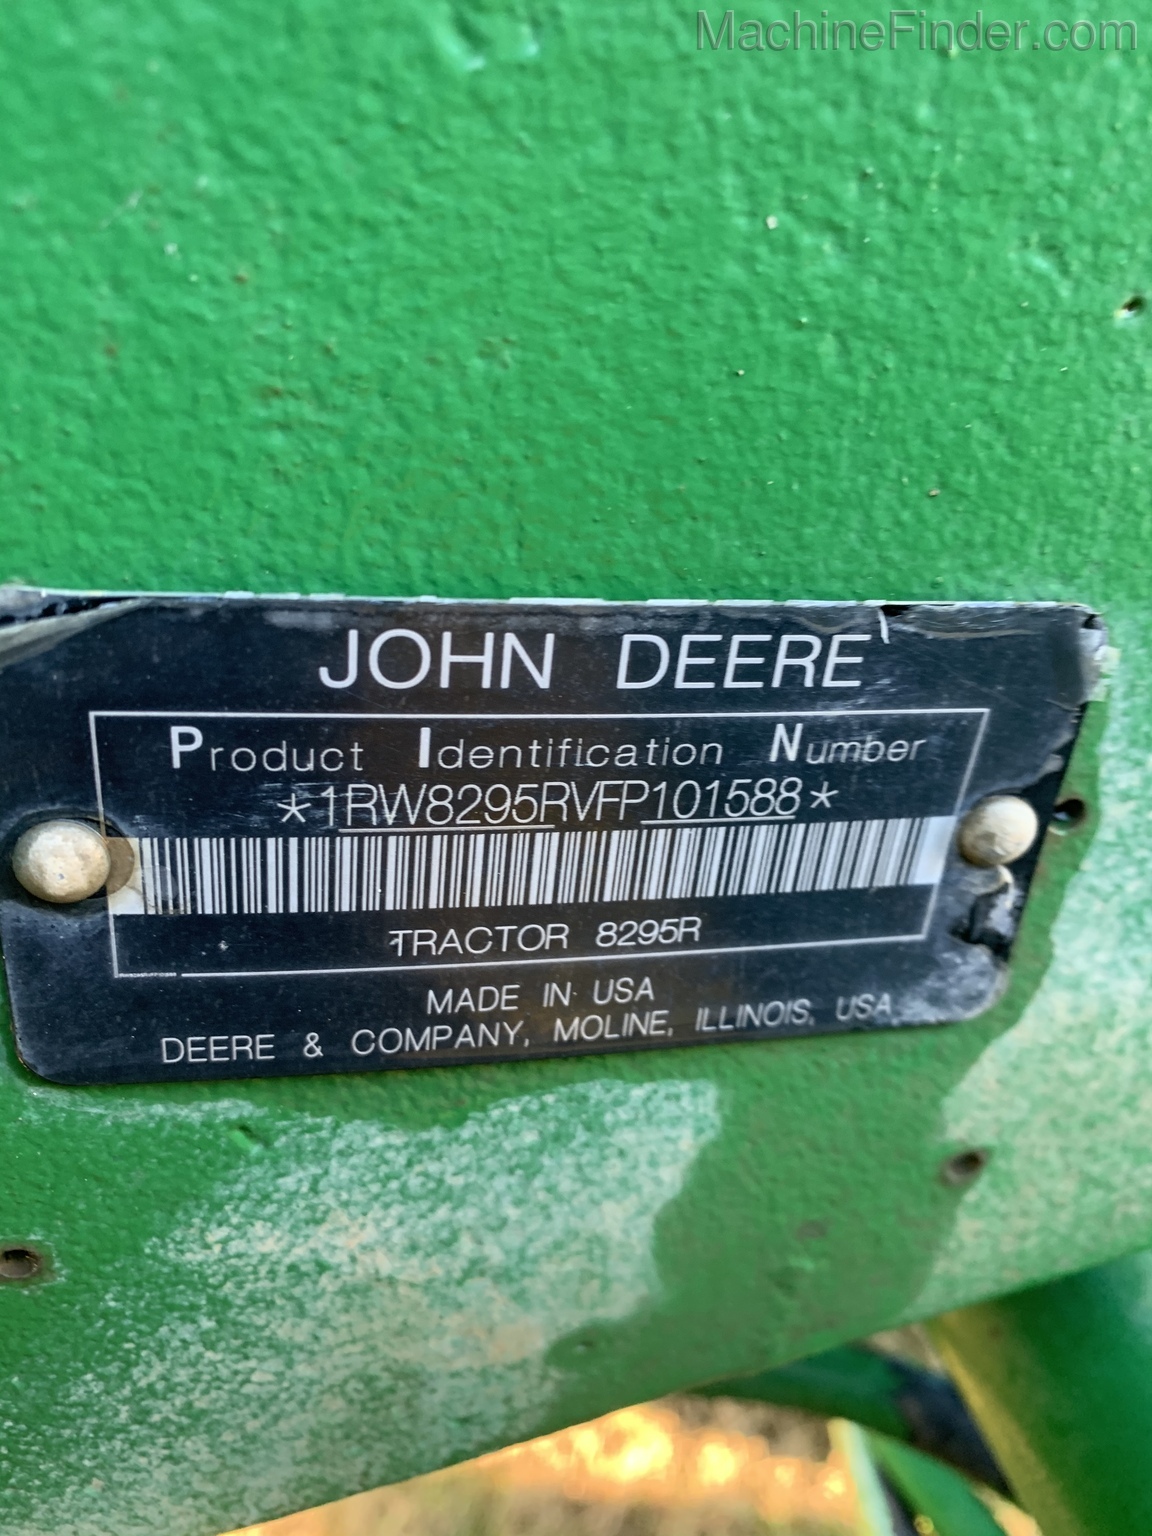 MachineFinder.com
JOHN DEERE
Product Identification Number
*1RW8295RVFP101588*
TRACTOR 8295R
MADE IN USA
DEERE & COMPANY, MOLINE, ILLINOIS, USA